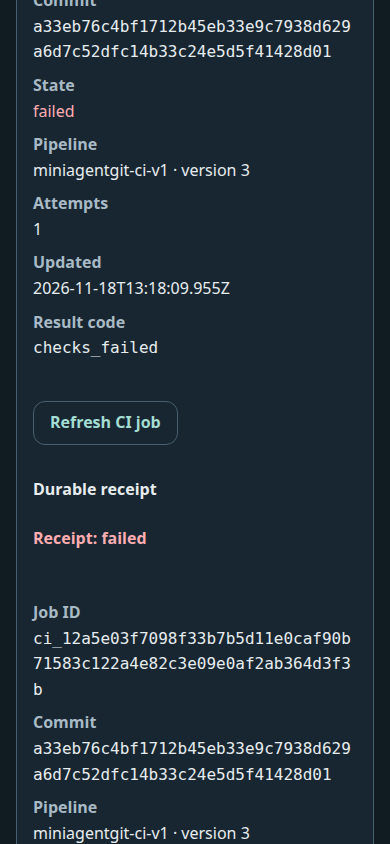 Commit
a33eb76c4bf1712b45eb33e9c7938d629
a6d7c52dfc14b33c24e5d5f41428d01
State
failed
Pipeline
miniagentgit-ci-v1 · version 3
Attempts
1
Updated
2026-11-18T13:18:09.955Z
Result code
checks_failed
Refresh CI job
Durable receipt
Receipt: failed
Job ID
ci_12a5e03f7098f33b7b5d11e0caf90b
71583c122a4e82c3e09e0af2ab364d3f3
b
Commit
a33eb76c4bf1712b45eb33e9c7938d629
a6d7c52dfc14b33c24e5d5f41428d01
Pipeline
miniagentgit-ci-v1 · version 3